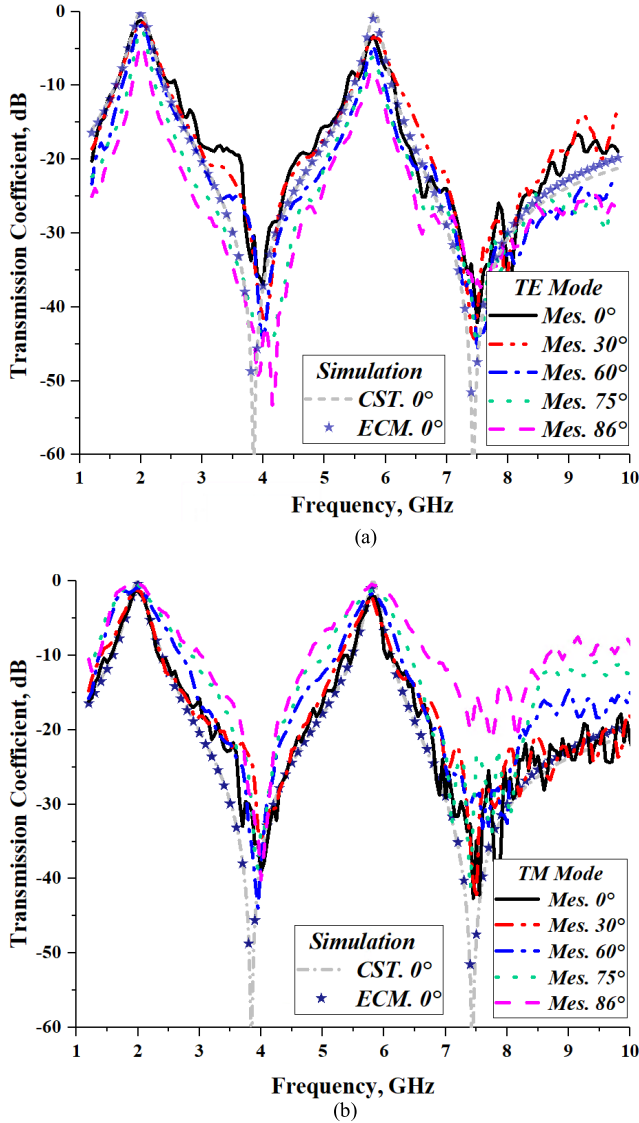 Transmission Coefficient, dB
0
-10
-20
-30
-40
-50
-60
TE Mode
Mes. 0°
Mes. 30°
Mes. 60°
Mes. 75°
Mes. 86°
Simulation
CST. 0°
ECM. 0°
1 2 3 4 5 6 7 8 9 10
Frequency, GHz
(a)
Transmission Coefficient, dB
0
-10
-20
-30
-40
-50
-60
TM Mode
Mes. 0°
Mes. 30°
Mes. 60°
Mes. 75°
Mes. 86°
Simulation
CST. 0°
ECM. 0°
1 2 3 4 5 6 7 8 9 10
Frequency, GHz
(b)